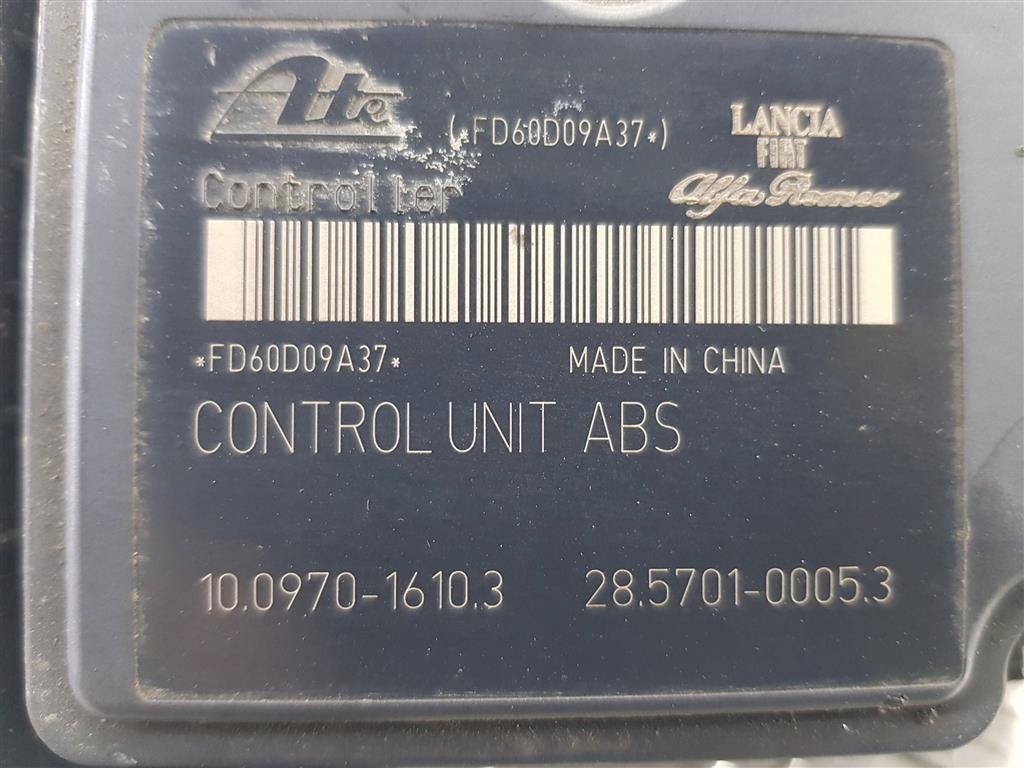 Ate
(*FD60D09A37*)
LANCIA
FIAT
Alfa Romeo
Controller
*FD60D09A37*
MADE IN CHINA
CONTROL UNIT ABS
10.0970-1610.3
28.5701-0005.3